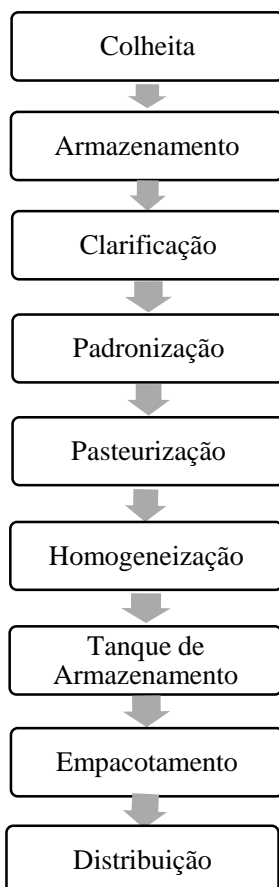 Colheita
Armazenamento
Clarificação
Padronização
Pasteurização
Homogeneização
Tanque de
Armazenamento
Empacotamento
Distribuição